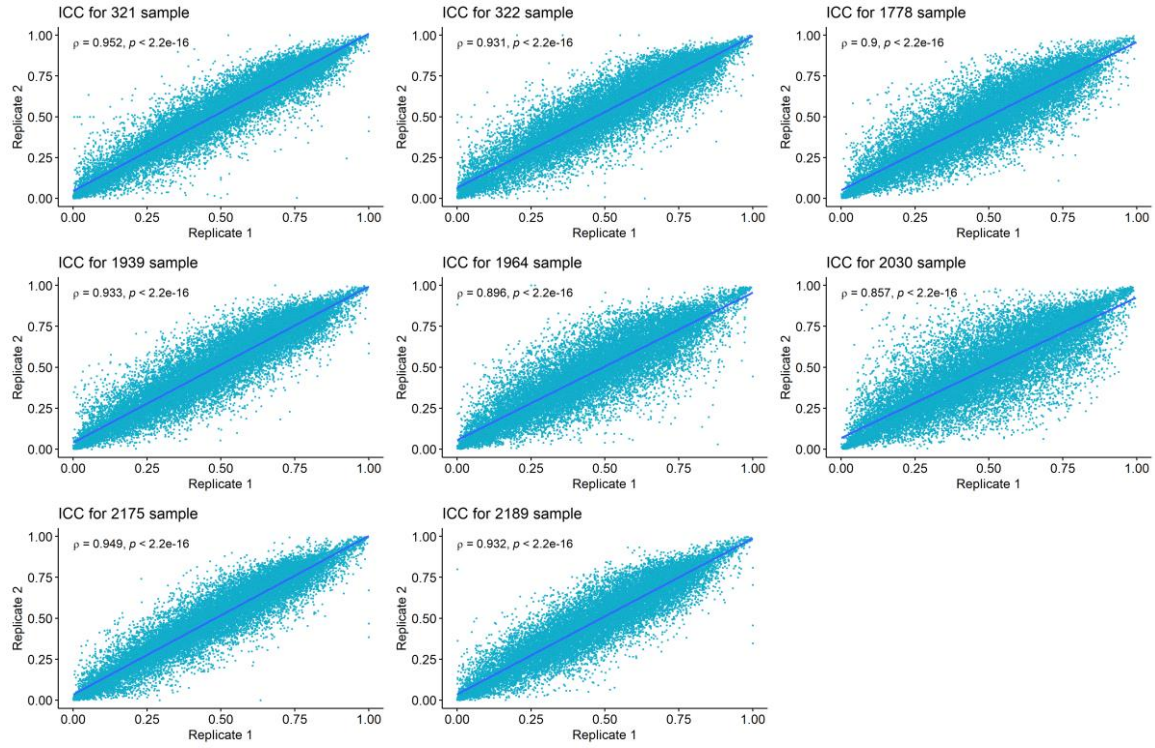 ICC for 321 sample
ρ = 0.952, p < 2.2e-16
1.00
0.75
0.50
0.25
0.00
Replicate 2
0.00 0.25 0.50 0.75 1.00
Replicate 1
ICC for 322 sample
ρ = 0.931, p < 2.2e-16
1.00
0.75
0.50
0.25
0.00
Replicate 2
0.00 0.25 0.50 0.75 1.00
Replicate 1
ICC for 1778 sample
ρ = 0.9, p < 2.2e-16
1.00
0.75
0.50
0.25
0.00
Replicate 2
0.00 0.25 0.50 0.75 1.00
Replicate 1
ICC for 1939 sample
ρ = 0.933, p < 2.2e-16
1.00
0.75
0.50
0.25
0.00
Replicate 2
0.00 0.25 0.50 0.75 1.00
Replicate 1
ICC for 1964 sample
ρ = 0.896, p < 2.2e-16
1.00
0.75
0.50
0.25
0.00
Replicate 2
0.00 0.25 0.50 0.75 1.00
Replicate 1
ICC for 2030 sample
ρ = 0.857, p < 2.2e-16
1.00
0.75
0.50
0.25
0.00
Replicate 2
0.00 0.25 0.50 0.75 1.00
Replicate 1
ICC for 2175 sample
ρ = 0.949, p < 2.2e-16
1.00
0.75
0.50
0.25
0.00
Replicate 2
0.00 0.25 0.50 0.75 1.00
Replicate 1
ICC for 2189 sample
ρ = 0.932, p < 2.2e-16
1.00
0.75
0.50
0.25
0.00
Replicate 2
0.00 0.25 0.50 0.75 1.00
Replicate 1